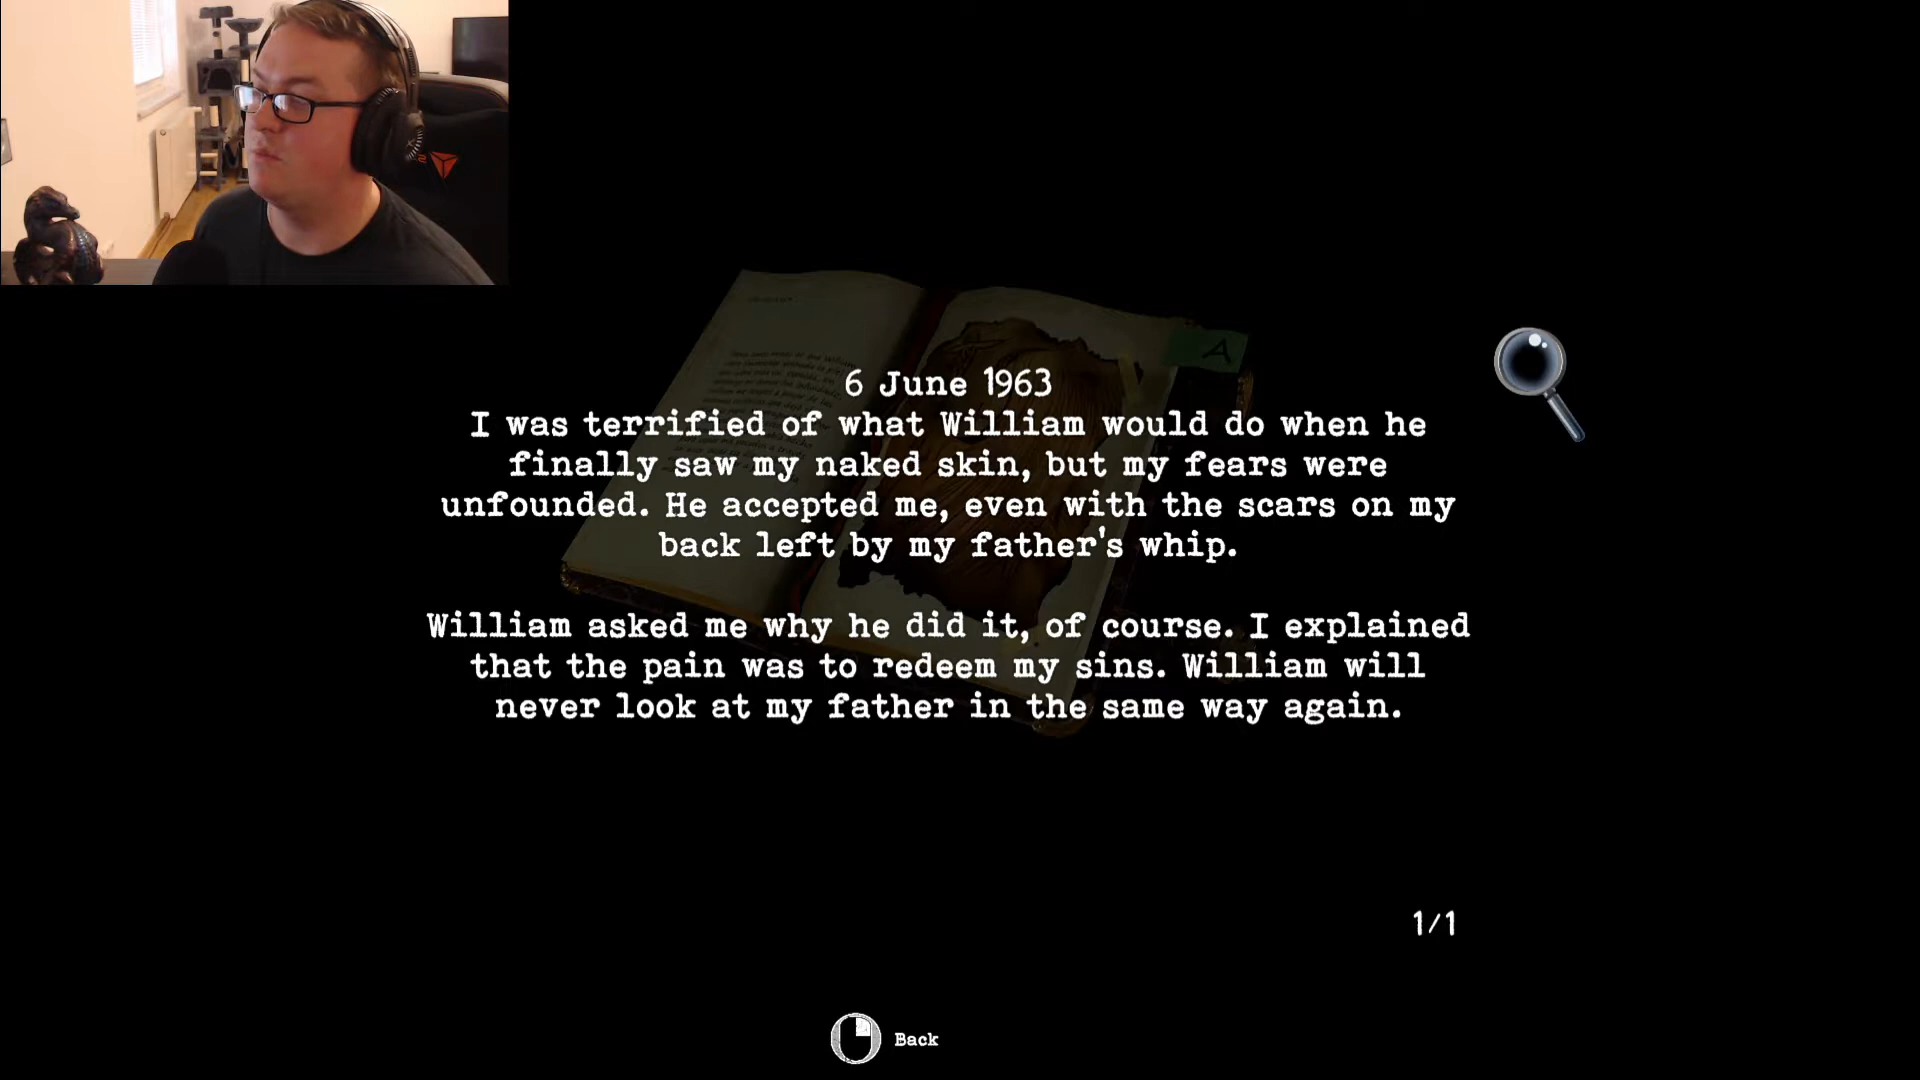 6 June 1963
I was terrified of what William would do when he
finally saw my naked skin, but my fears were
unfounded. He accepted me, even with the scars on my
back left by my father's whip.
William asked me why he did it, of course. I explained
that the pain was to redeem my sins. William will
never look at my father in the same way again.
A
1/1
Back